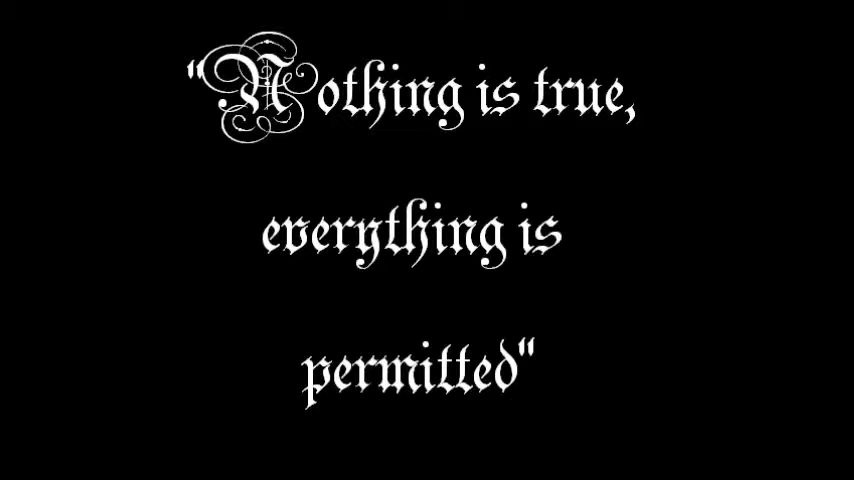 "Nothing is true,
everything is
permitted"